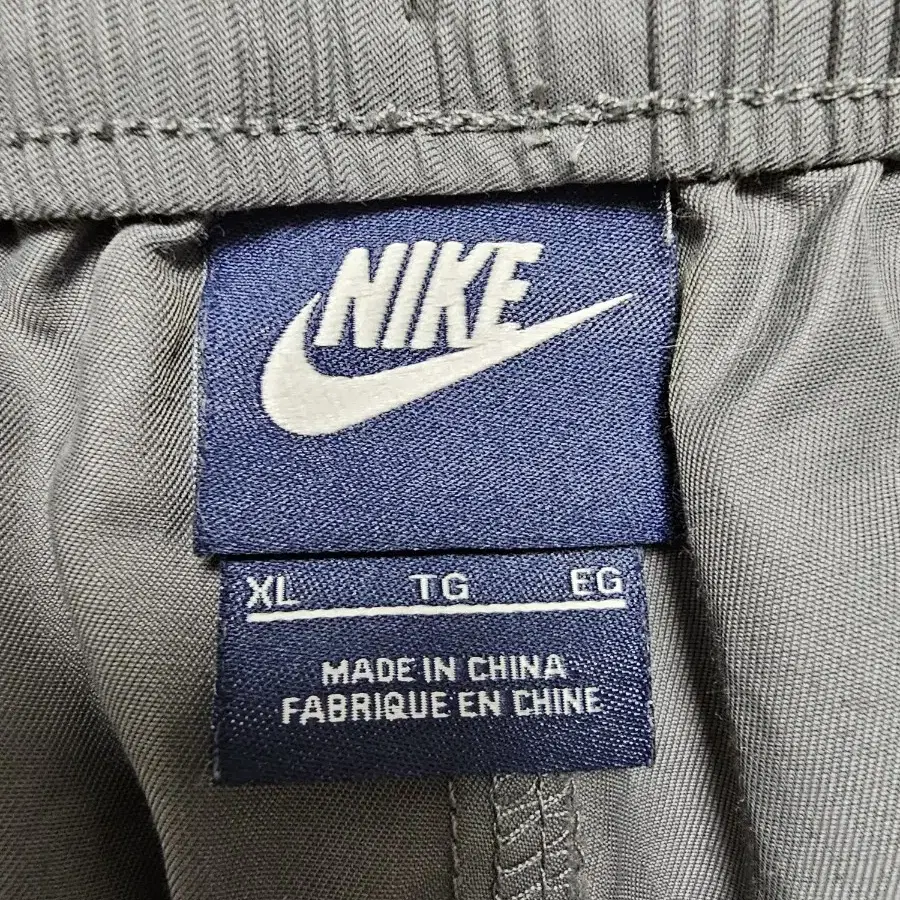 NIKE
XL TG EG
MADE IN CHINA
FABRIQUE EN CHINE